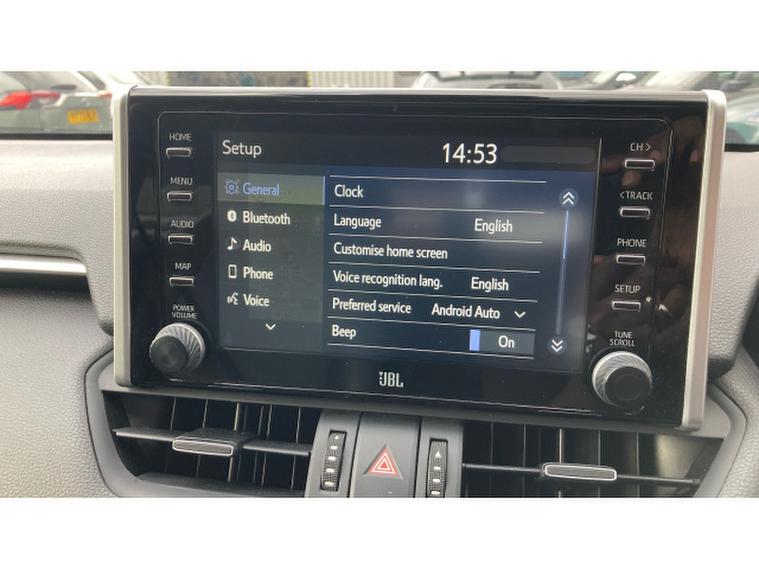 HOME
MENU
AUDIO
MAP
POWER
VOLUME
Setup
14:53
General
Bluetooth
Audio
Phone
Voice
Clock
Language English
Customise home screen
Voice recognition lang. English
Preferred service Android Auto
Beep On
CH >
< TRACK
PHONE
SETUP
TUNE
SCROLL
JBL